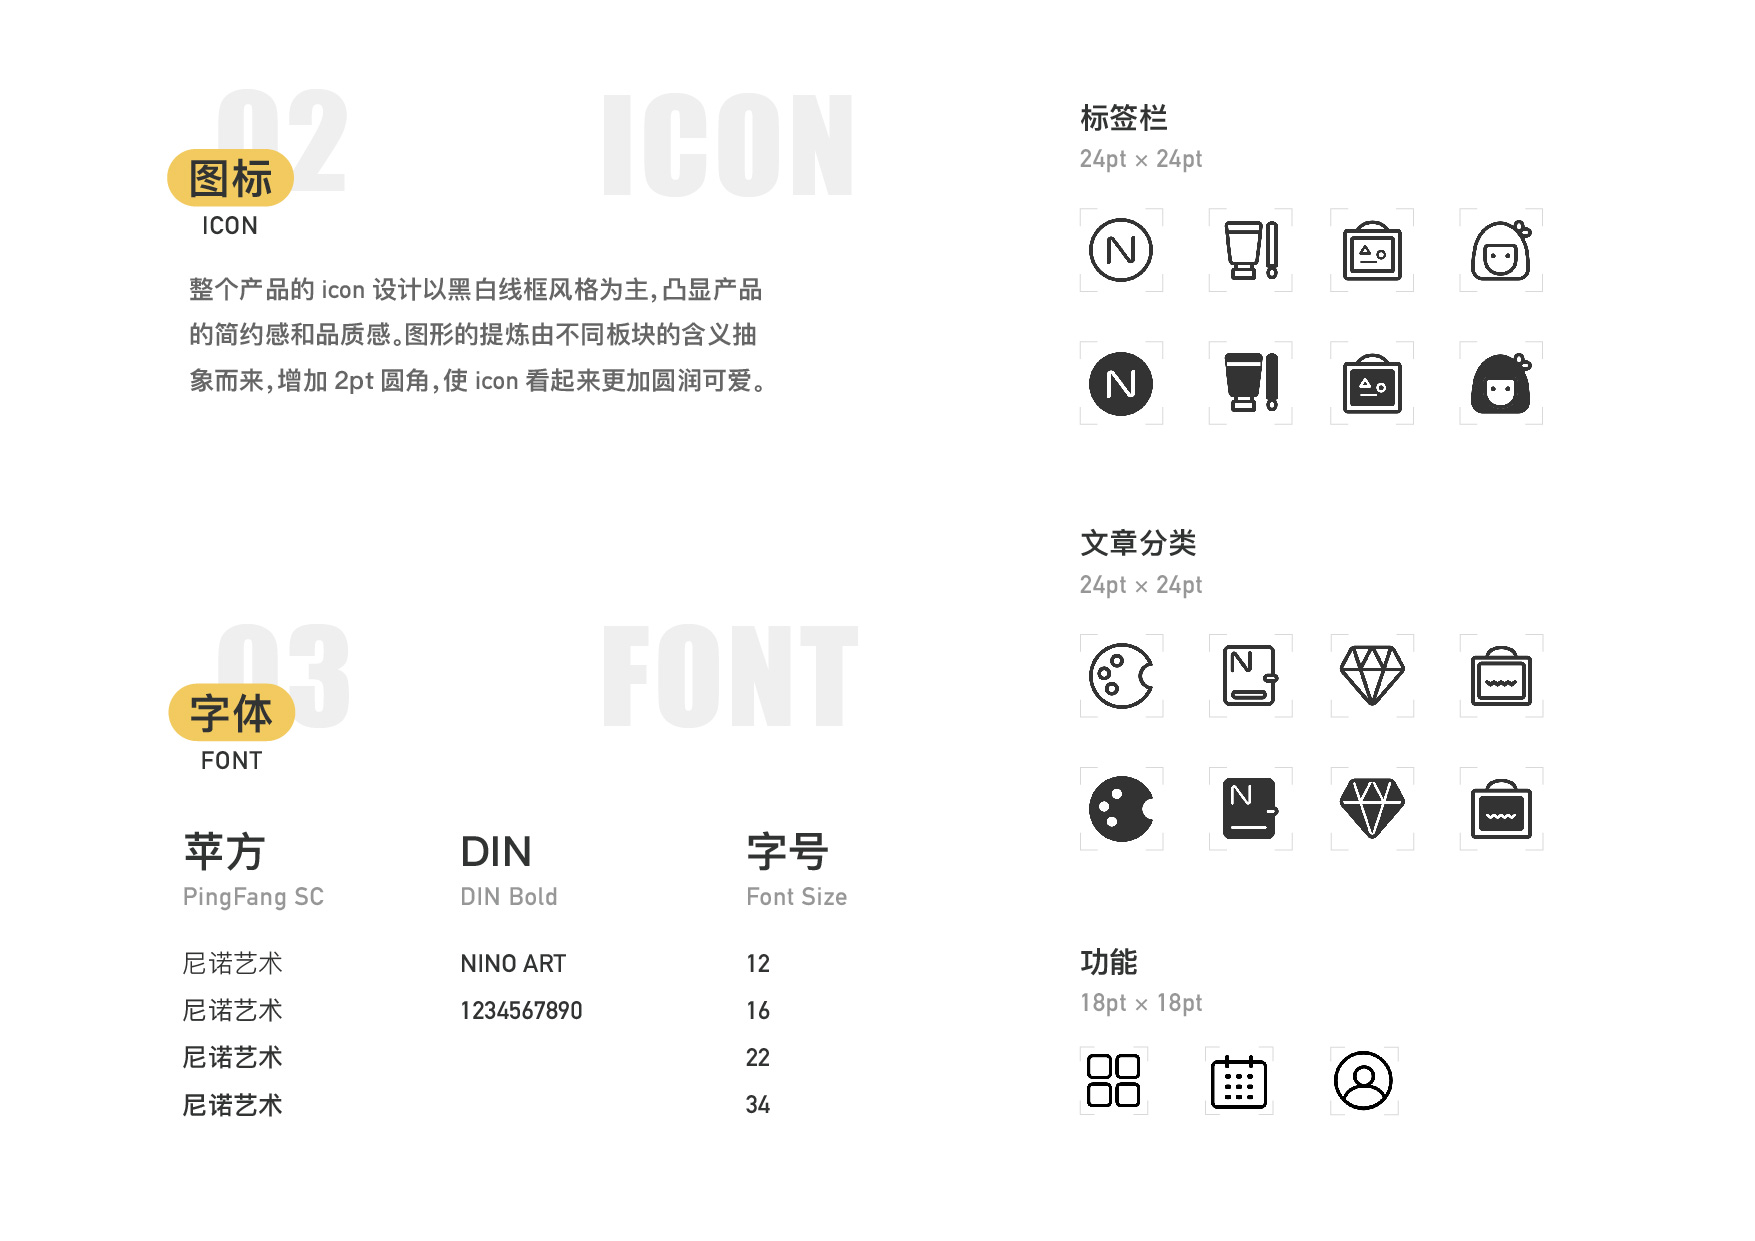 02
ICON
图标
ICON
整个产品的 icon 设计以黑白线框风格为主,凸显产品
的简约感和品质感。图形的提炼由不同板块的含义抽
象而来,增加 2pt 圆角,使 icon 看起来更加圆润可爱。
03
FONT
字体
FONT
苹方
PingFang SC
尼诺艺术
尼诺艺术
尼诺艺术
尼诺艺术
DIN
DIN Bold
NINO ART
1234567890
字号
Font Size
12
16
22
34
标签栏
24pt × 24pt
N
N
文章分类
24pt × 24pt
N
N
功能
18pt × 18pt